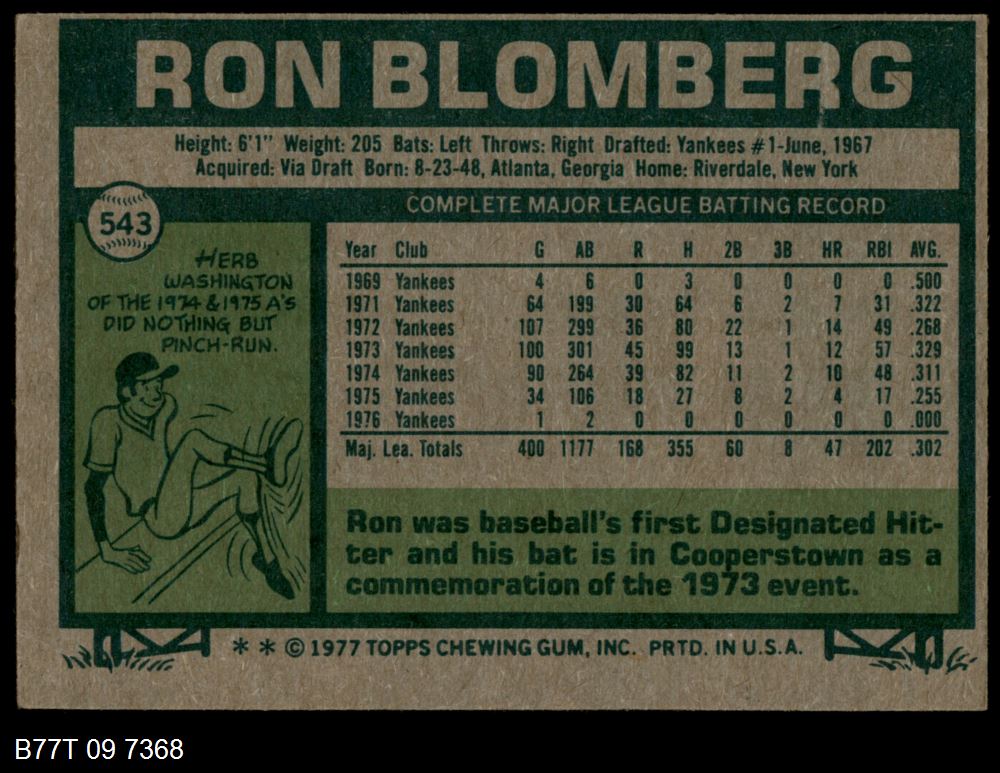 RON BLOMBERG
Height: 6'1" Weight: 205 Bats: Left Throws: Right Drafted: Yankees #1-June, 1967
Acquired: Via Draft Born: 8-23-48, Atlanta, Georgia Home: Riverdale, New York
543
COMPLETE MAJOR LEAGUE BATTING RECORD
HERB
WASHINGTON
OF THE 1974 & 1975 A'S
DID NOTHING BUT
PINCH-RUN.
Year Club G AB R H 2B 3B HR RBI AVG.
1969 Yankees 4 6 0 3 0 0 0 0 .500
1971 Yankees 64 199 30 64 6 2 7 31 .322
1972 Yankees 107 299 36 80 22 1 14 49 .268
1973 Yankees 100 301 45 99 13 1 12 57 .329
1974 Yankees 90 264 39 82 11 2 10 48 .311
1975 Yankees 34 106 18 27 8 2 4 17 .255
1976 Yankees 1 2 0 0 0 0 0 0 .000
Maj. Lea. Totals 400 1177 168 355 60 8 47 202 .302
Ron was baseball's first Designated Hit-
ter and his bat is in Cooperstown as a
commemoration of the 1973 event.
* * © 1977 TOPPS CHEWING GUM, INC. PRTD. IN U.S.A.
B77T 09 7368